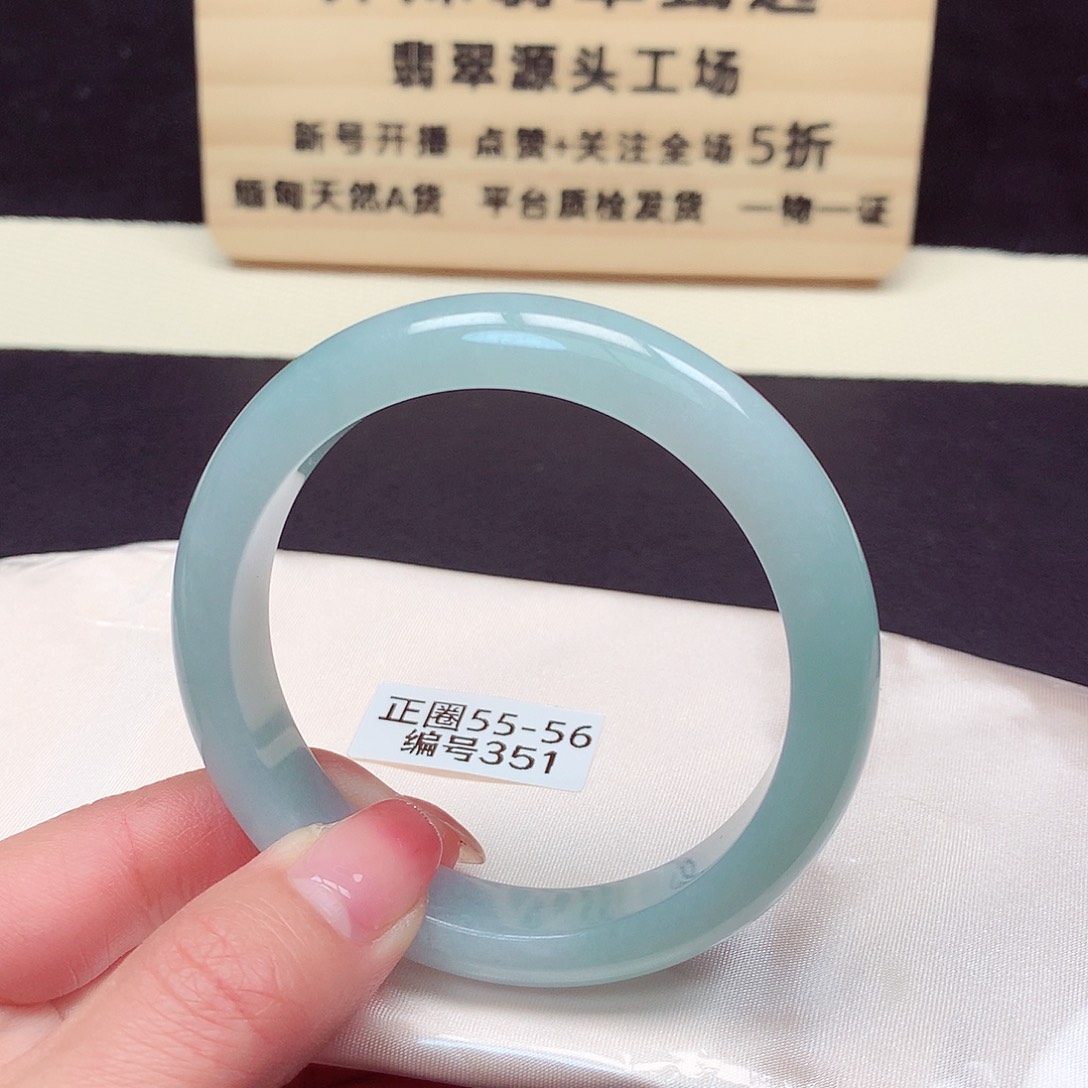 翡翠源头工场
新号开播 点赞+关注全场5折
缅甸天然A货 平台质检发货 一物一证
正圈55-56
编号351